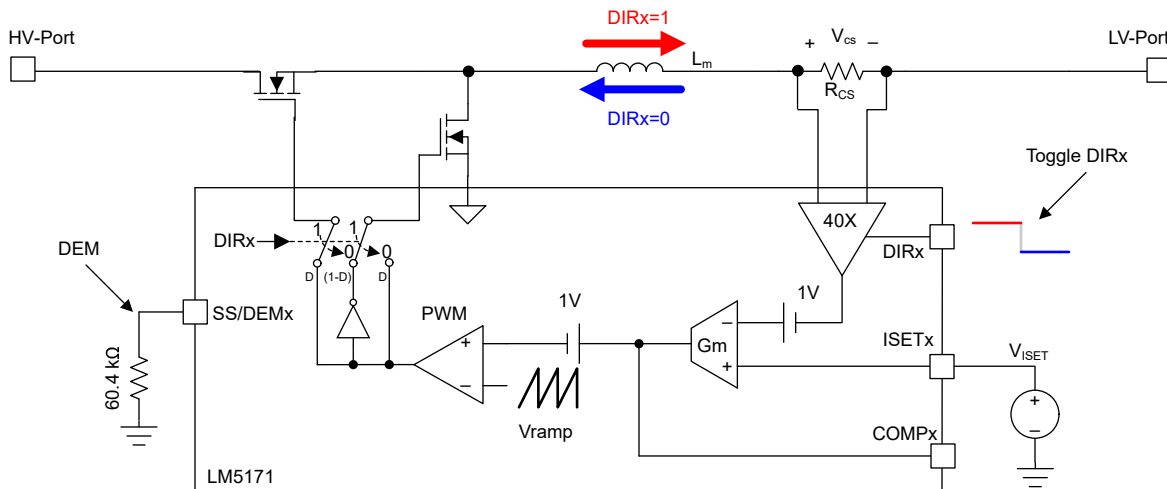 DIRx=1
HV-Port
+ Vcs −
LV-Port
Lm
RCS
DIRx=0
Toggle DIRx
40X
DIRx
1 1
DIRx
0 0
DEM
D (1-D) D
1V
SS/DEMx
PWM
1V
ISETx
−
Gm
+
VISET
+
−
+
−
60.4 kΩ
Vramp
COMPx
LM5171